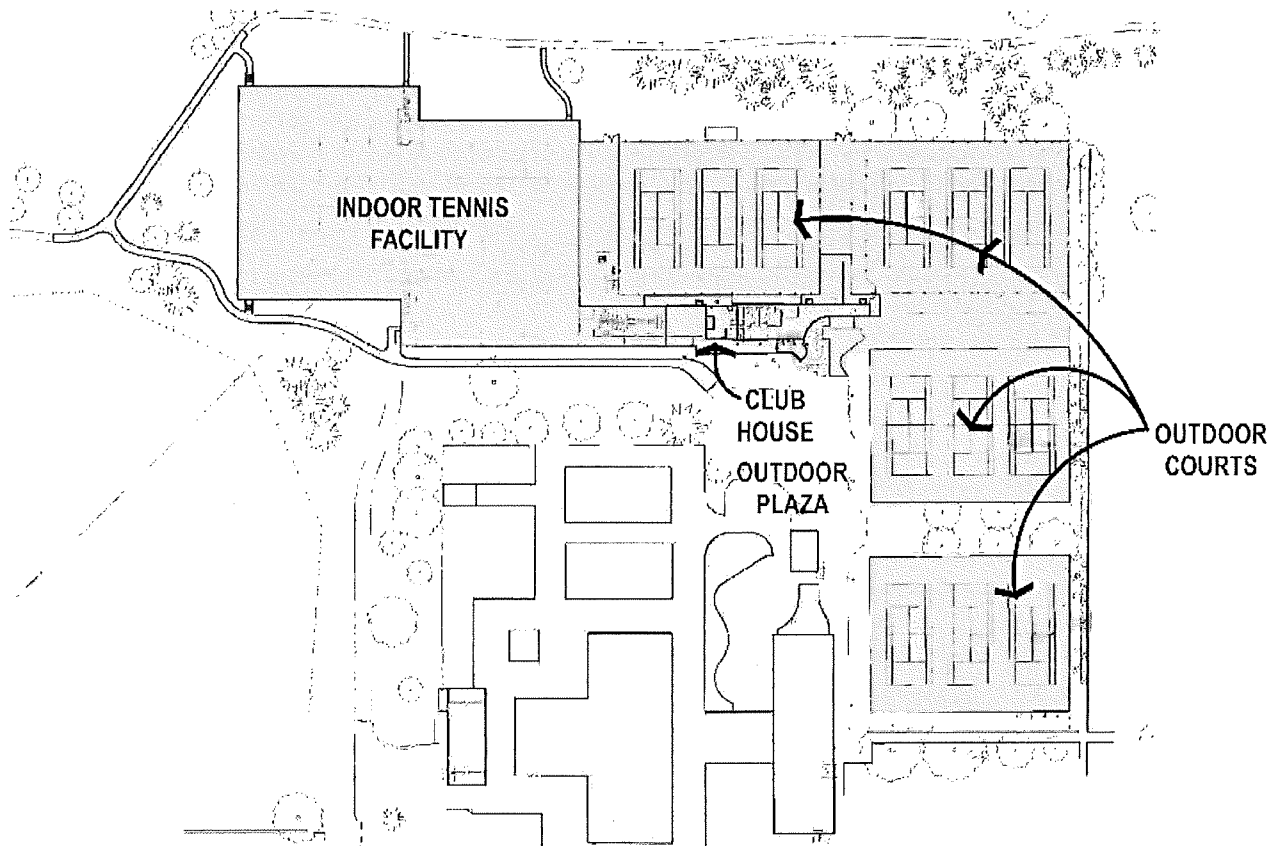 INDOOR TENNIS
FACILITY
CLUB
HOUSE
OUTDOOR
PLAZA
OUTDOOR
COURTS